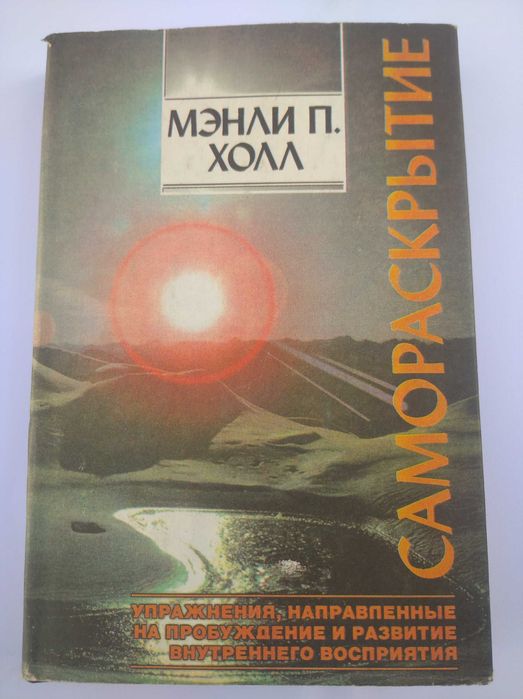 МЭНЛИ П.
ХОЛЛ
САМОРАСКРЫТИЕ
УПРАЖНЕНИЯ, НАПРАВЛЕННЫЕ
НА ПРОБУЖДЕНИЕ И РАЗВИТИЕ
ВНУТРЕННЕГО ВОСПРИЯТИЯ